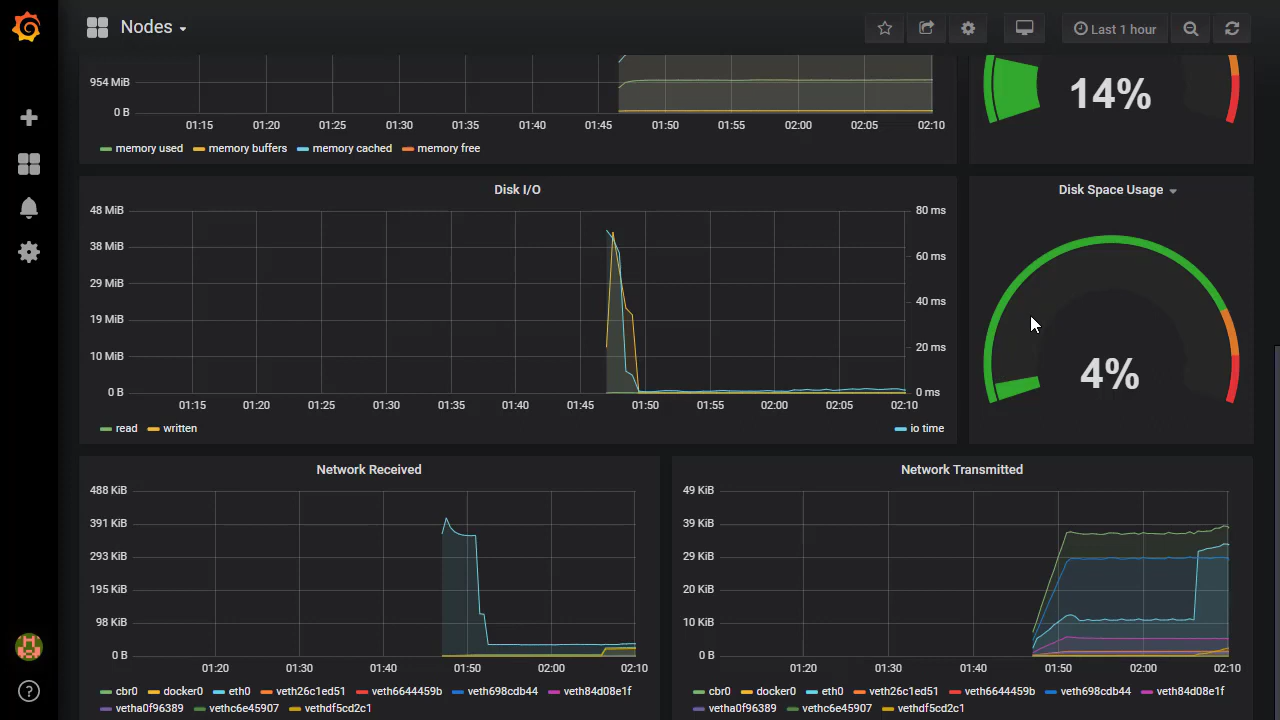 Nodes
Last 1 hour
954 MiB
0 B
01:15 01:20 01:25 01:30 01:35 01:40 01:45 01:50 01:55 02:00 02:05 02:10
memory used memory buffers memory cached memory free
14%
Disk I/O
48 MiB
38 MiB
29 MiB
19 MiB
10 MiB
0 B
80 ms
60 ms
40 ms
20 ms
0 ms
01:15 01:20 01:25 01:30 01:35 01:40 01:45 01:50 01:55 02:00 02:05 02:10
read written io time
Disk Space Usage
4%
Network Received
488 KiB
391 KiB
293 KiB
195 KiB
98 KiB
0 B
01:20 01:30 01:40 01:50 02:00 02:10
cbr0 docker0 eth0 veth26c1ed51 veth6644459b veth698cdb44 veth84d08e1f
vetha0f96389 vethc6e45907 vethdf5cd2c1
Network Transmitted
49 KiB
39 KiB
29 KiB
20 KiB
10 KiB
0 B
01:20 01:30 01:40 01:50 02:00 02:10
cbr0 docker0 eth0 veth26c1ed51 veth6644459b veth698cdb44 veth84d08e1f
vetha0f96389 vethc6e45907 vethdf5cd2c1